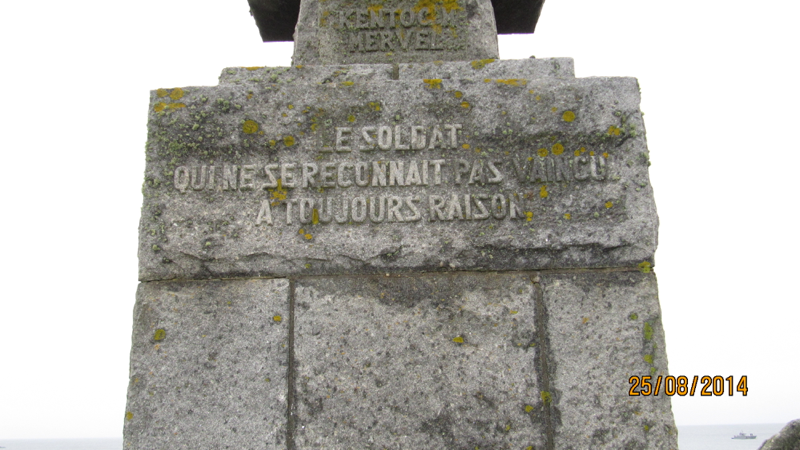 KENTOC'H
MERVEL
LE SOLDAT
QUI NE SE RECONNAIT PAS VAINCU
A TOUJOURS RAISON
25/08/2014